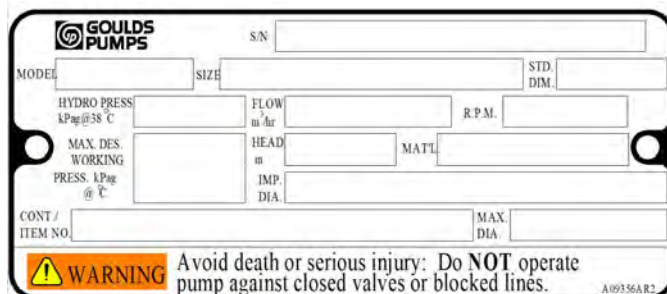 GOULDS
PUMPS
S/N
MODEL SIZE STD.
DIM.
HYDRO PRESS FLOW R.P.M.
kPag@38 °C m³/hr
MAX. DES. HEAD MAT'L
WORKING m
PRESS. kPag IMP.
@ °C DIA.
CONT / MAX.
ITEM NO. DIA.
WARNING Avoid death or serious injury: Do NOT operate
pump against closed valves or blocked lines.
A09356AR2